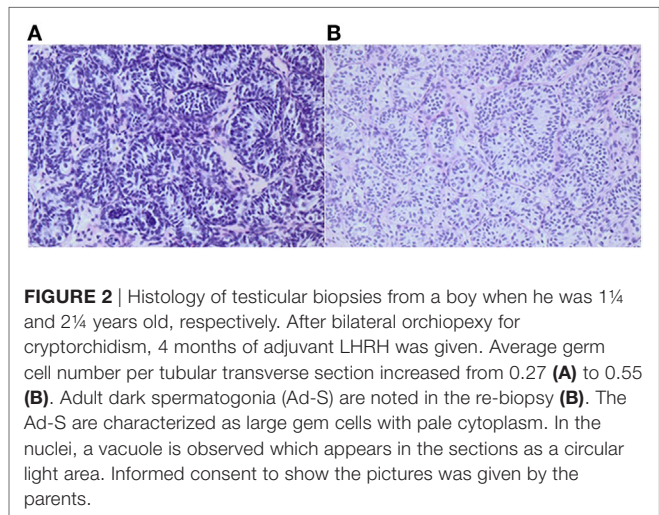 A
B
FIGURE 2 | Histology of testicular biopsies from a boy when he was 1¼
and 2¼ years old, respectively. After bilateral orchiopexy for
cryptorchidism, 4 months of adjuvant LHRH was given. Average germ
cell number per tubular transverse section increased from 0.27 (A) to 0.55
(B). Adult dark spermatogonia (Ad-S) are noted in the re-biopsy (B). The
Ad-S are characterized as large gem cells with pale cytoplasm. In the
nuclei, a vacuole is observed which appears in the sections as a circular
light area. Informed consent to show the pictures was given by the
parents.